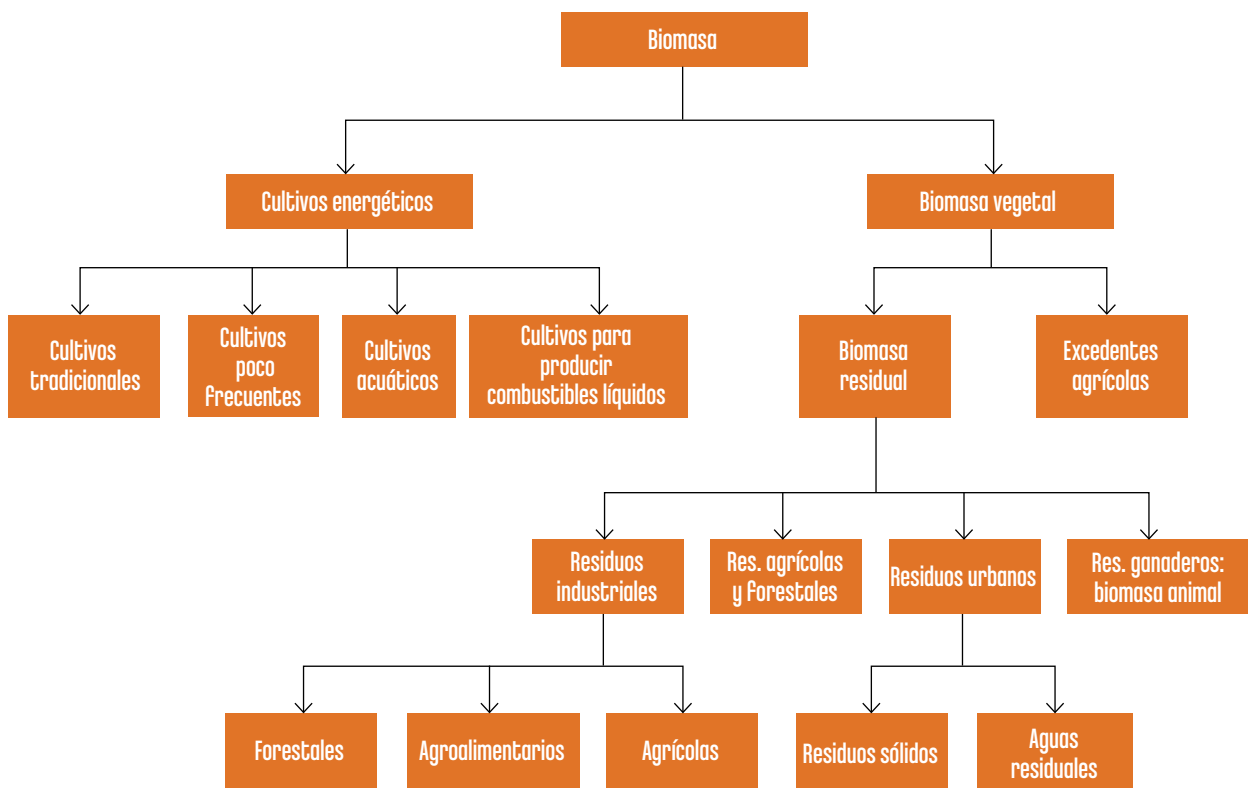 Biomasa
Cultivos energéticos
Biomasa vegetal
Cultivos
tradicionales
Cultivos
poco
frecuentes
Cultivos
acuáticos
Cultivos para
producir
combustibles líquidos
Biomasa
residual
Excedentes
agrícolas
Residuos
industriales
Res. agrícolas
y forestales
Residuos urbanos
Res. ganaderos:
biomasa animal
Forestales
Agroalimentarios
Agrícolas
Residuos sólidos
Aguas
residuales